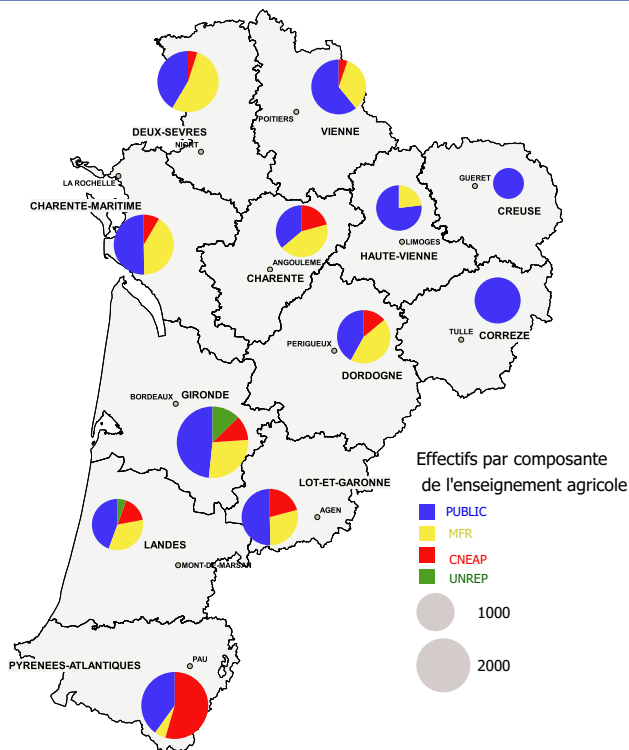 DEUX-SEVRES
NIORT
POITIERS
VIENNE
LA ROCHELLE
CHARENTE-MARITIME
GUERET
CREUSE
LIMOGES
HAUTE-VIENNE
ANGOULEME
CHARENTE
TULLE
CORREZE
PERIGUEUX
DORDOGNE
BORDEAUX
GIRONDE
LOT-ET-GARONNE
AGEN
LANDES
MONT-DE-MARSAN
PYRENEES-ATLANTIQUES
PAU
Effectifs par composante
de l'enseignement agricole
PUBLIC
MFR
CNEAP
UNREP
1000
2000